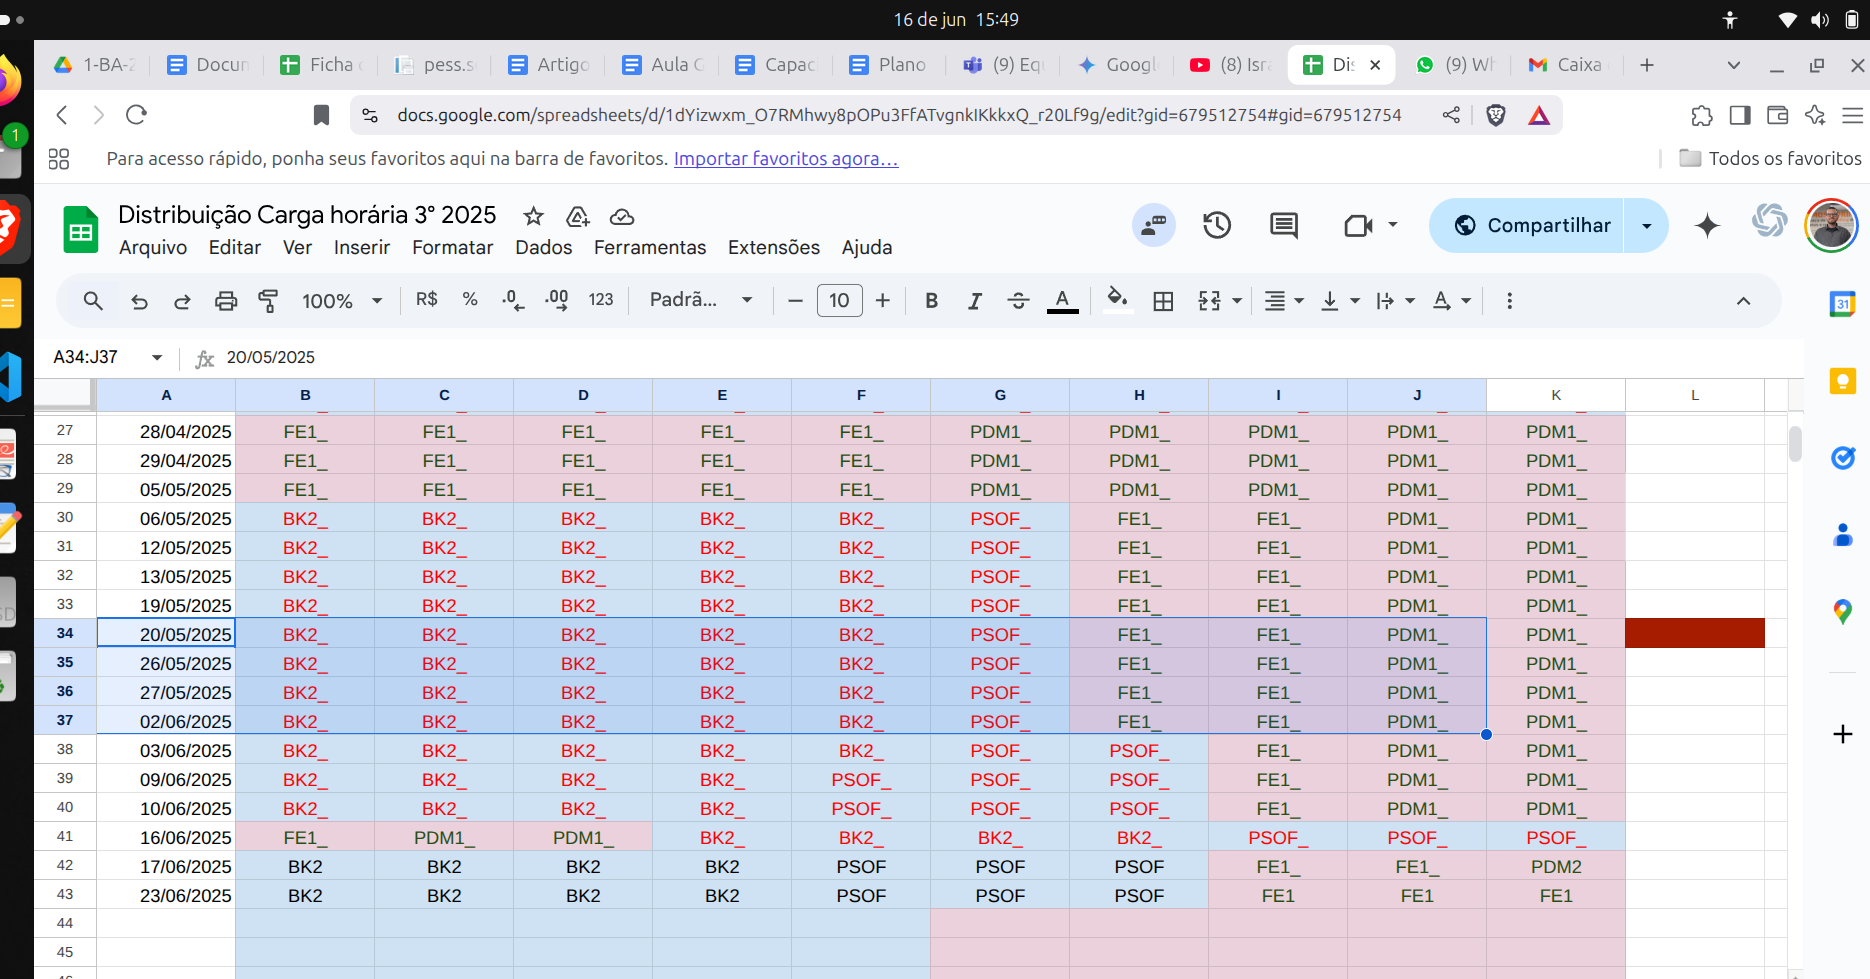 16 de jun 15:49
1-BA-2 Docum Ficha pess.s Artigo Aula G Capac Plano (9) Equ Googl (8) Isra Dis (9) Wh Caixa
docs.google.com/spreadsheets/d/1dYizwxm_O7RMhwy8pOPu3FfATvgnkIKkkxQ_r20Lf9g/edit?gid=679512754#gid=679512754
Para acesso rápido, ponha seus favoritos aqui na barra de favoritos. Importar favoritos agora… Todos os favoritos
1
Distribuição Carga horária 3° 2025
Arquivo Editar Ver Inserir Formatar Dados Ferramentas Extensões Ajuda
Compartilhar
100% R$ % .0 .00 123 Padrã... 10 B I A A
31
A34:J37 fx 20/05/2025
A B C D E F G H I J K L
27 28/04/2025 FE1_ FE1_ FE1_ FE1_ FE1_ PDM1_ PDM1_ PDM1_ PDM1_ PDM1_
28 29/04/2025 FE1_ FE1_ FE1_ FE1_ FE1_ PDM1_ PDM1_ PDM1_ PDM1_ PDM1_
29 05/05/2025 FE1_ FE1_ FE1_ FE1_ FE1_ PDM1_ PDM1_ PDM1_ PDM1_ PDM1_
30 06/05/2025 BK2_ BK2_ BK2_ BK2_ BK2_ PSOF_ FE1_ FE1_ PDM1_ PDM1_
31 12/05/2025 BK2_ BK2_ BK2_ BK2_ BK2_ PSOF_ FE1_ FE1_ PDM1_ PDM1_
32 13/05/2025 BK2_ BK2_ BK2_ BK2_ BK2_ PSOF_ FE1_ FE1_ PDM1_ PDM1_
33 19/05/2025 BK2_ BK2_ BK2_ BK2_ BK2_ PSOF_ FE1_ FE1_ PDM1_ PDM1_
34 20/05/2025 BK2_ BK2_ BK2_ BK2_ BK2_ PSOF_ FE1_ FE1_ PDM1_ PDM1_
35 26/05/2025 BK2_ BK2_ BK2_ BK2_ BK2_ PSOF_ FE1_ FE1_ PDM1_ PDM1_
36 27/05/2025 BK2_ BK2_ BK2_ BK2_ BK2_ PSOF_ FE1_ FE1_ PDM1_ PDM1_
37 02/06/2025 BK2_ BK2_ BK2_ BK2_ BK2_ PSOF_ FE1_ FE1_ PDM1_ PDM1_
38 03/06/2025 BK2_ BK2_ BK2_ BK2_ BK2_ PSOF_ PSOF_ FE1_ PDM1_ PDM1_
39 09/06/2025 BK2_ BK2_ BK2_ BK2_ PSOF_ PSOF_ PSOF_ FE1_ PDM1_ PDM1_
40 10/06/2025 BK2_ BK2_ BK2_ BK2_ PSOF_ PSOF_ PSOF_ FE1_ PDM1_ PDM1_
41 16/06/2025 FE1_ PDM1_ PDM1_ BK2_ BK2_ BK2_ BK2_ PSOF_ PSOF_ PSOF_
42 17/06/2025 BK2 BK2 BK2 BK2 PSOF PSOF PSOF FE1_ FE1_ PDM2
43 23/06/2025 BK2 BK2 BK2 BK2 PSOF PSOF PSOF FE1 FE1 FE1
44
45